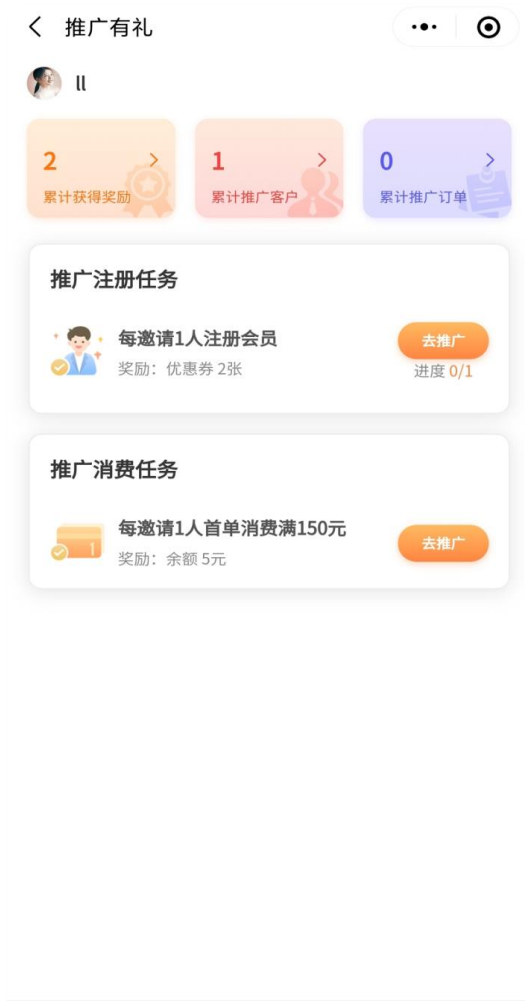 推广有礼
ll
2
累计获得奖励
1
累计推广客户
0
累计推广订单
推广注册任务
每邀请1人注册会员
奖励：优惠券 2张
去推广
进度 0/1
推广消费任务
每邀请1人首单消费满150元
奖励：余额 5元
1
去推广